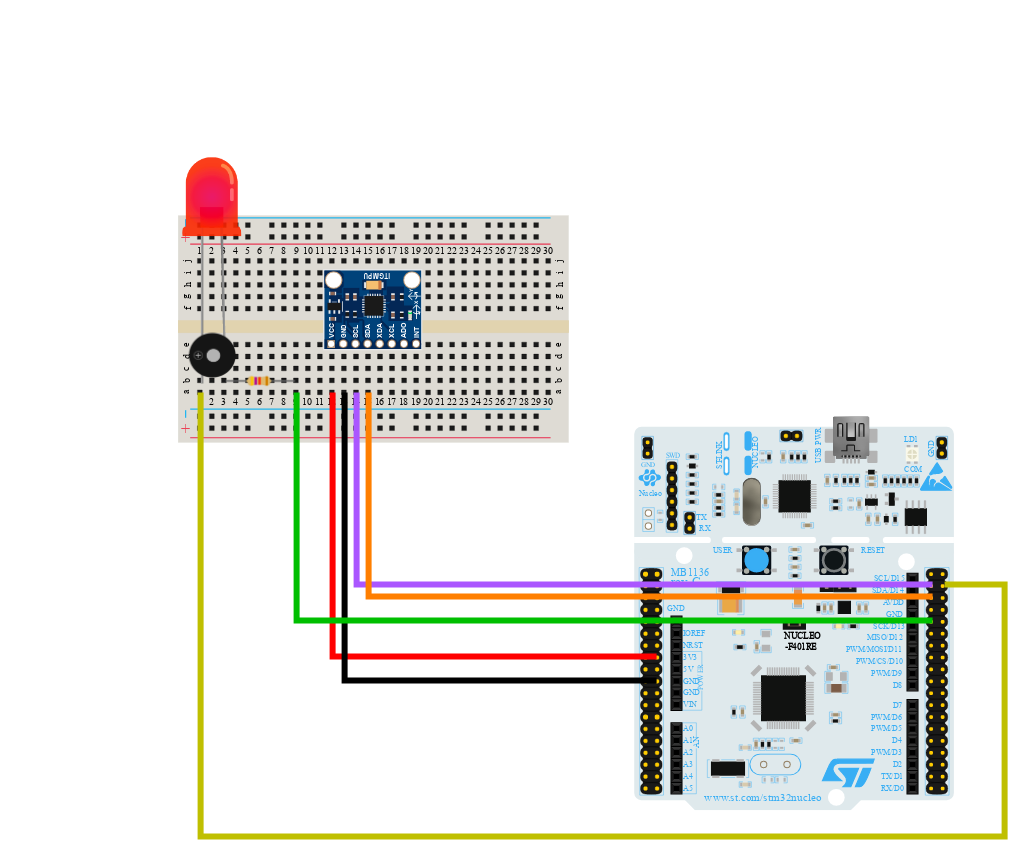 +
1 2 3 4 5 6 7 8 9 10 11 12 13 14 15 16 17 18 19 20 21 22 23 24 25 26 27 28 29 30
j
i
h
g
f
j
i
h
g
f
ITGMPU
VCC GND SCL SDA XDA XCL ADO INT
e
d
c
b
a
e
d
c
b
a
+
1 2 3 4 5 6 7 8 9 10 11 12 13 14 15 16 17 18 19 20 21 22 23 24 25 26 27 28 29 30
−
+
ST-LINK
NUCLEO
USB PWR
LD1
COM
GND
GND
SWD
Nucleo
TX
RX
USER
RESET
MB1136
SCL/D15
SDA/D14
AVDD
GND
SCK/D13
MISO/D12
PWM/MOSI/D11
PWM/CS/D10
PWM/D9
D8
D7
PWM/D6
PWM/D5
D4
PWM/D3
D2
TX/D1
RX/D0
GND
IOREF
NRST
3V3
5V
GND
GND
VIN
POWER
A0
A1
A2
A3
A4
A5
AN
NUCLEO
-F401RE
ST
www.st.com/stm32nucleo